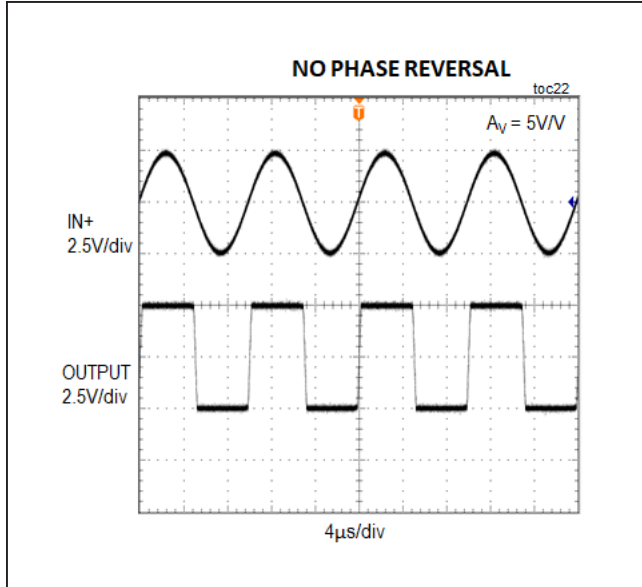 NO PHASE REVERSAL
toc22
T
AV = 5V/V
IN+
2.5V/div
OUTPUT
2.5V/div
4μs/div